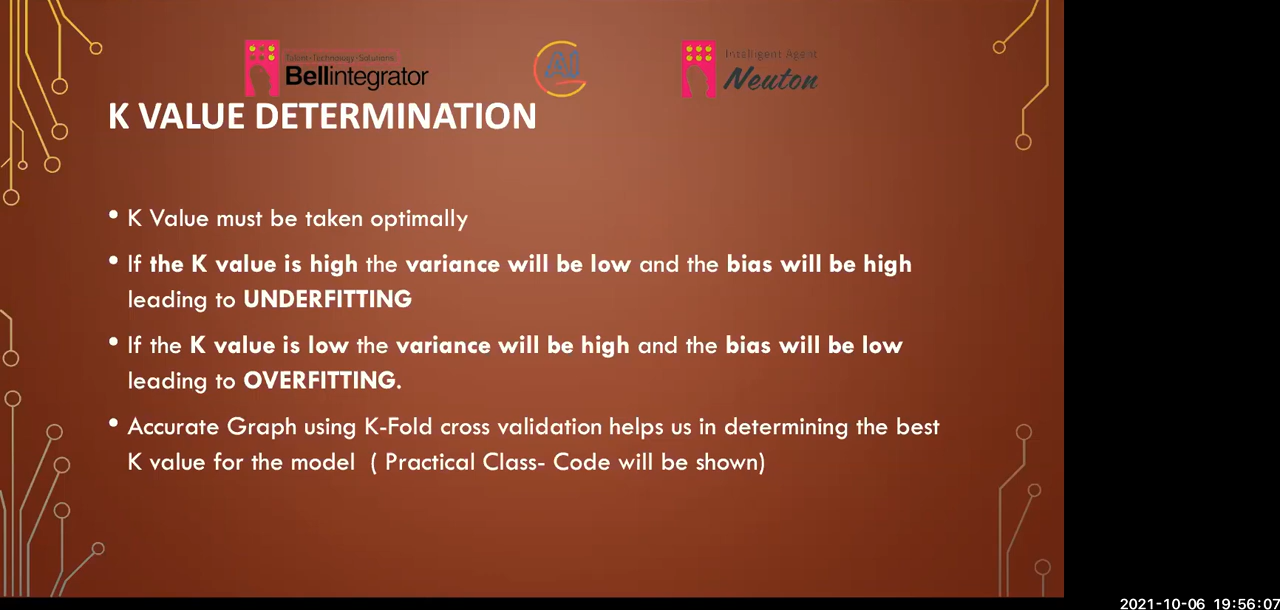 Talent • Technology • Solutions
Bellintegrator
AI
Intelligent Agent
Neuton
K VALUE DETERMINATION
• K Value must be taken optimally
• If the K value is high the variance will be low and the bias will be high
leading to UNDERFITTING
• If the K value is low the variance will be high and the bias will be low
leading to OVERFITTING.
• Accurate Graph using K-Fold cross validation helps us in determining the best
K value for the model ( Practical Class- Code will be shown)
2021-10-06 19:56:07